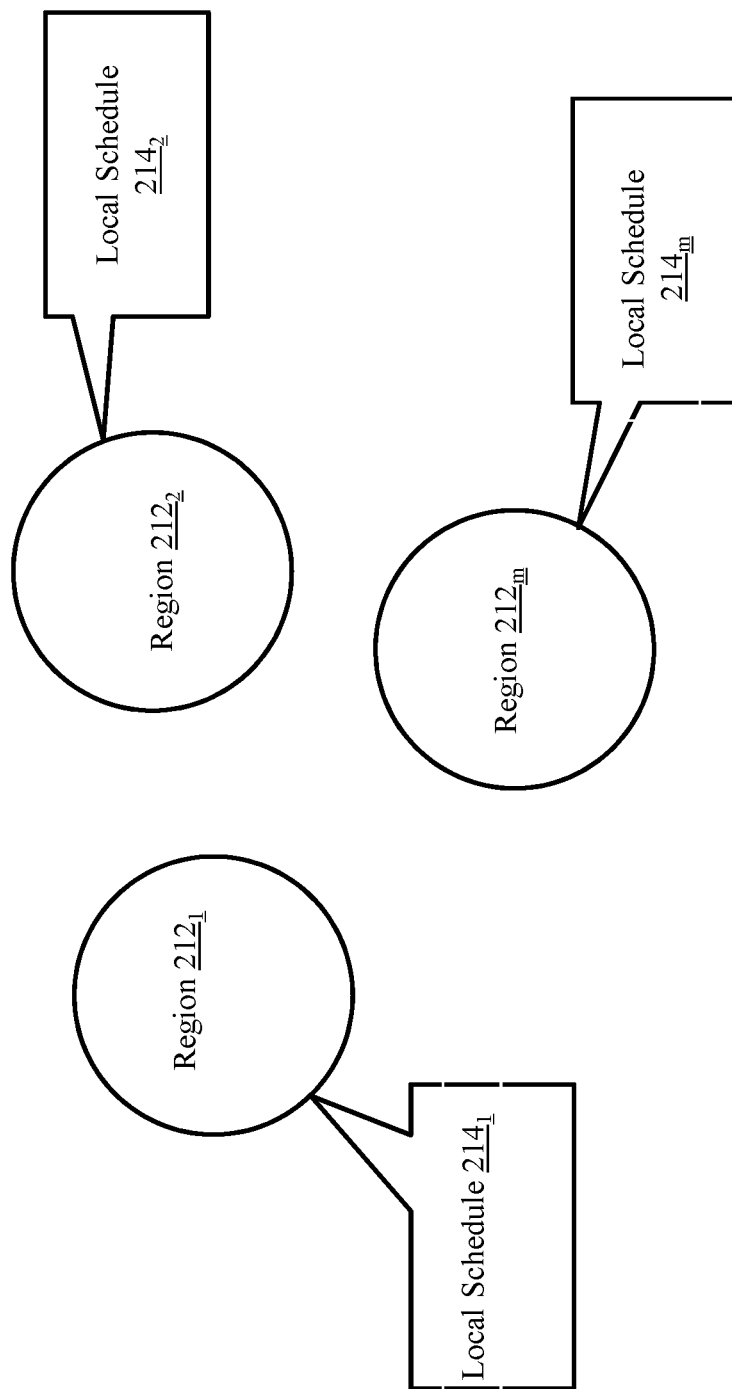 Local Schedule
214₂
Region 212₂
Region 212₁
Local Schedule 214₁
Region 212ₘ
Local Schedule
214ₘ